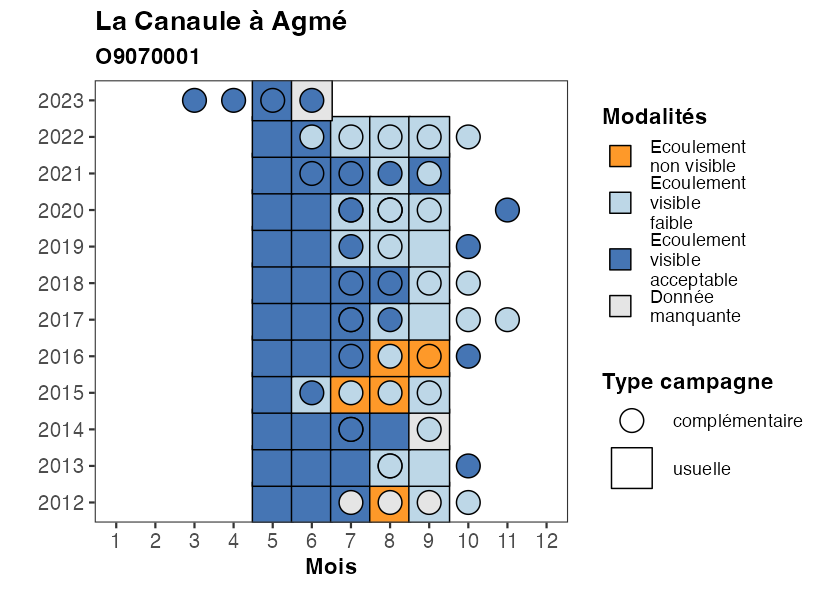 La Canaule à Agmé
O9070001
2023
2022
2021
2020
2019
2018
2017
2016
2015
2014
2013
2012
1 2 3 4 5 6 7 8 9 10 11 12
Mois
Modalités
Ecoulement
non visible
Ecoulement
visible
faible
Ecoulement
visible
acceptable
Donnée
manquante
Type campagne
complémentaire
usuelle